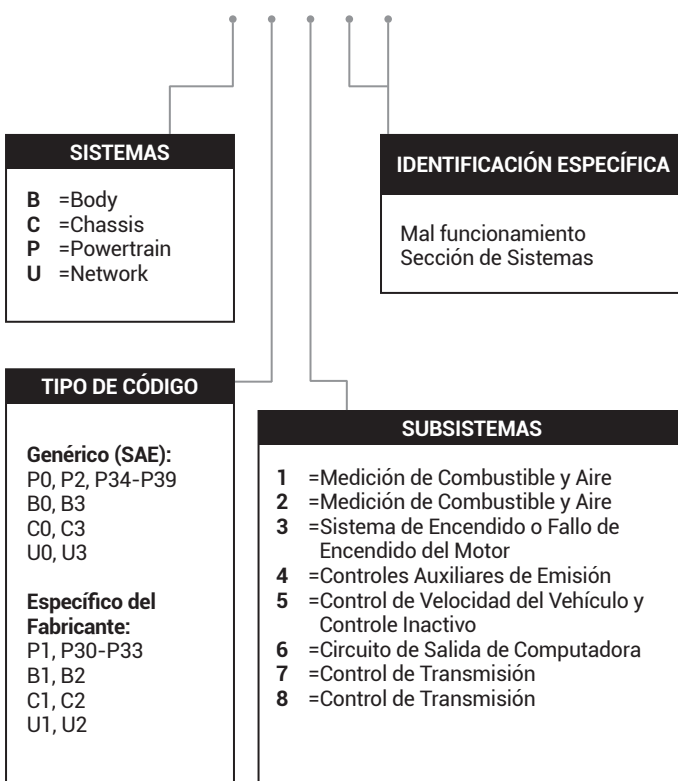 SISTEMAS
B =Body
C =Chassis
P =Powertrain
U =Network
IDENTIFICACIÓN ESPECÍFICA
Mal funcionamiento
Sección de Sistemas
TIPO DE CÓDIGO
Genérico (SAE):
P0, P2, P34-P39
B0, B3
C0, C3
U0, U3
Específico del
Fabricante:
P1, P30-P33
B1, B2
C1, C2
U1, U2
SUBSISTEMAS
1 =Medición de Combustible y Aire
2 =Medición de Combustible y Aire
3 =Sistema de Encendido o Fallo de
Encendido del Motor
4 =Controles Auxiliares de Emisión
5 =Control de Velocidad del Vehículo y
Controle Inactivo
6 =Circuito de Salida de Computadora
7 =Control de Transmisión
8 =Control de Transmisión